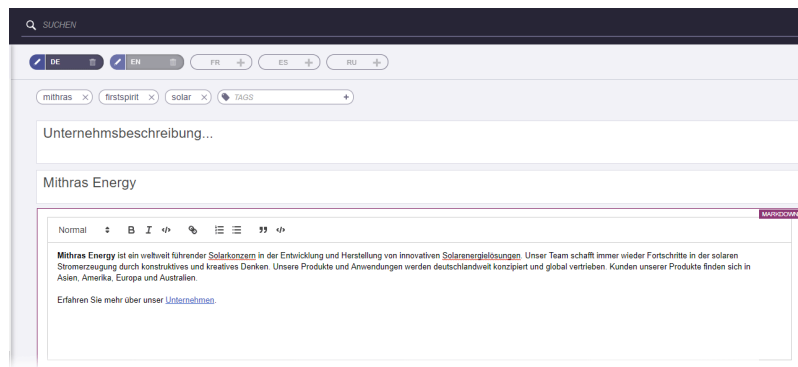 SUCHEN
DE EN FR ES RU
mithras firstspirit solar TAGS
Unternehmsbeschreibung...
Mithras Energy
MARKDOWN
Normal B I
Mithras Energy ist ein weltweit führender Solarkonzern in der Entwicklung und Herstellung von innovativen Solarenergielösungen. Unser Team schafft immer wieder Fortschritte in der solaren
Stromerzeugung durch konstruktives und kreatives Denken. Unsere Produkte und Anwendungen werden deutschlandweit konzipiert und global vertrieben. Kunden unserer Produkte finden sich in
Asien, Amerika, Europa und Australien.
Erfahren Sie mehr über unser Unternehmen.